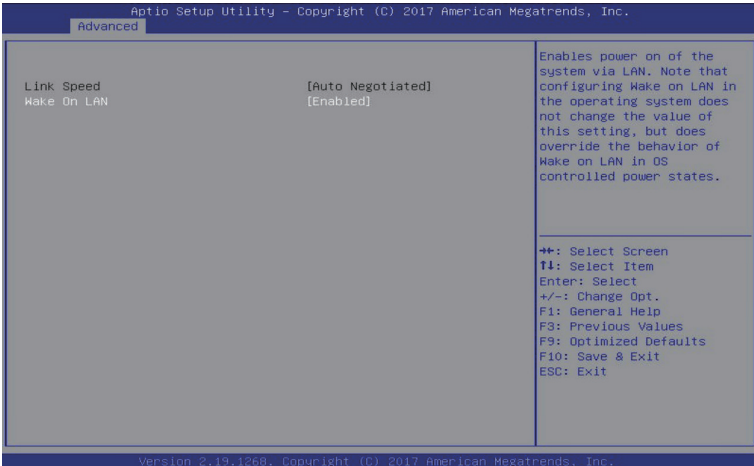 Aptio Setup Utility – Copyright (C) 2017 American Megatrends, Inc.
Advanced
Link Speed [Auto Negotiated]
Wake On LAN [Enabled]
Enables power on of the
system via LAN. Note that
configuring Wake on LAN in
the operating system does
not change the value of
this setting, but does
override the behavior of
Wake on LAN in OS
controlled power states.
→←: Select Screen
↑↓: Select Item
Enter: Select
+/-: Change Opt.
F1: General Help
F3: Previous Values
F9: Optimized Defaults
F10: Save & Exit
ESC: Exit
Version 2.19.1268. Copyright (C) 2017 American Megatrends, Inc.